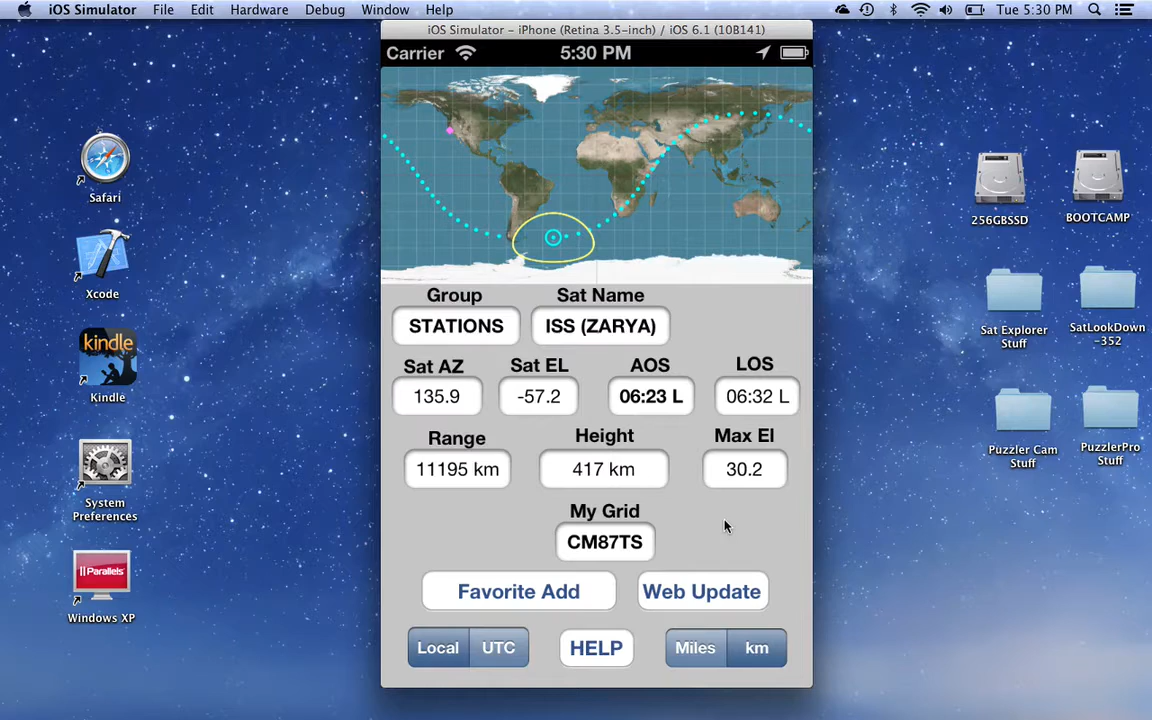 iOS Simulator File Edit Hardware Debug Window Help Tue 5:30 PM
iOS Simulator – iPhone (Retina 3.5-inch) / iOS 6.1 (10B141)
Carrier 5:30 PM
Safari
Xcode
kindle
Kindle
System
Preferences
Parallels
Windows XP
Group Sat Name
STATIONS ISS (ZARYA)
Sat AZ Sat EL AOS LOS
135.9 -57.2 06:23 L 06:32 L
Range Height Max El
11195 km 417 km 30.2
My Grid
CM87TS
Favorite Add Web Update
Local UTC HELP Miles km
256GBSSD BOOTCAMP
Sat Explorer
Stuff
SatLookDown
-352
Puzzler Cam
Stuff
PuzzlerPro
Stuff